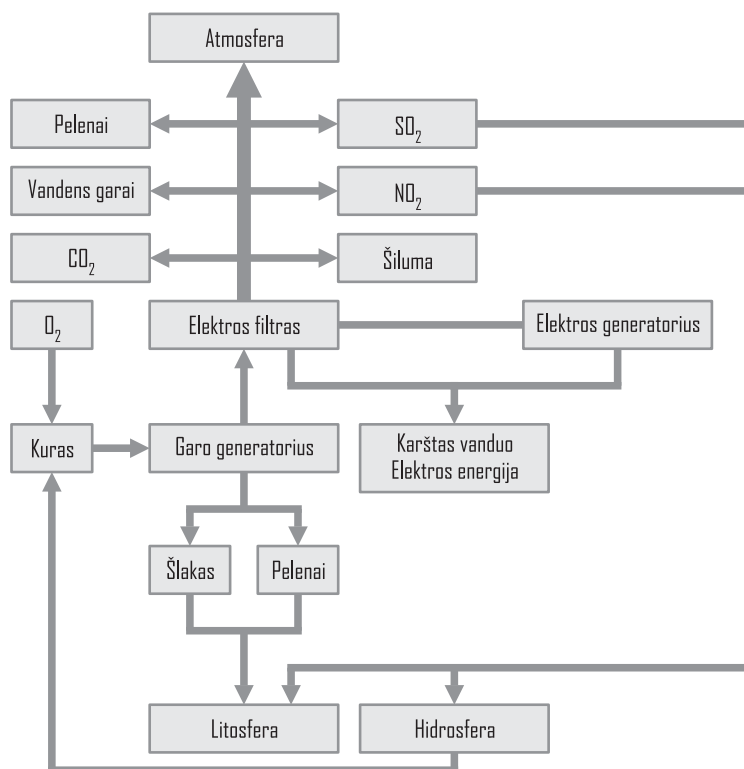 Atmosfera
Pelenai
SO₂
Vandens garai
NO₂
CO₂
Šiluma
O₂
Elektros filtras
Elektros generatorius
Kuras
Garo generatorius
Karštas vanduo
Elektros energija
Šlakas
Pelenai
Litosfera
Hidrosfera